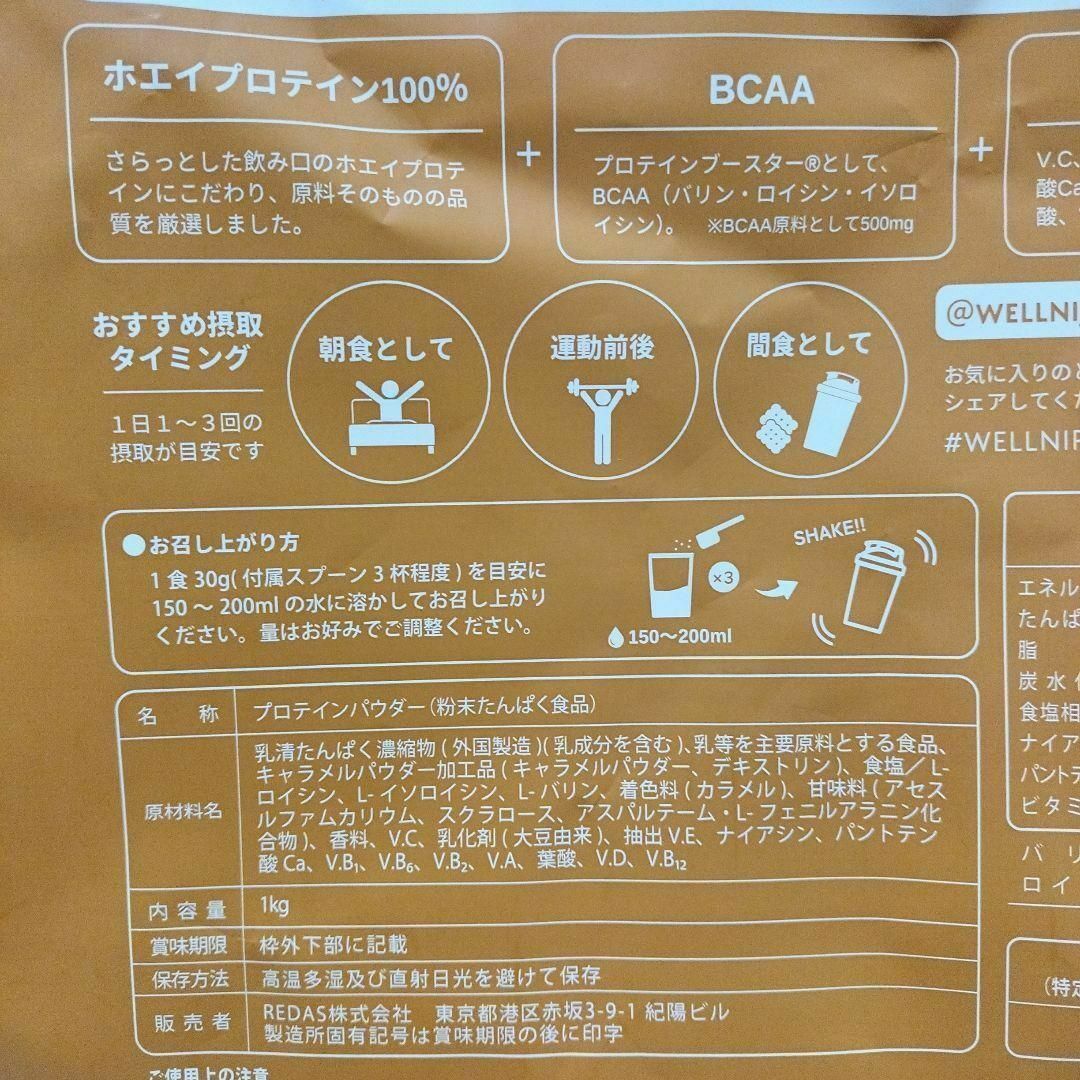 ホエイプロテイン100%
さらっとした飲み口のホエイプロテ
インにこだわり、原料そのものの品
質を厳選しました。
+
BCAA
プロテインブースター®として、
BCAA（バリン・ロイシン・イソロ
イシン）。 ※BCAA原料として500mg
+
V.C、
酸Ca
酸、
おすすめ摂取
タイミング
1日1〜3回の
摂取が目安です
朝食として
運動前後
間食として
@WELLNI
お気に入りの
シェアしてくだ
#WELLNI
●お召し上がり方
1 食 30g( 付属スプーン 3 杯程度 ) を目安に
150 〜 200ml の水に溶かしてお召し上がり
ください。量はお好みでご調整ください。
×3
150〜200ml
SHAKE!!
名 称 プロテインパウダー（粉末たんぱく食品）
原材料名
乳清たんぱく濃縮物 ( 外国製造 )( 乳成分を含む )、乳等を主要原料とする食品、
キャラメルパウダー加工品 ( キャラメルパウダー、デキストリン )、食塩／ L-
ロイシン、L- イソロイシン、L- バリン、着色料 ( カラメル )、甘味料 ( アセス
ルファムカリウム、スクラロース、アスパルテーム・L- フェニルアラニン化
合物 )、香料、V.C、乳化剤 ( 大豆由来 )、抽出 V.E、ナイアシン、パントテン
酸 Ca、V.B₁、V.B₆、V.B₂、V.A、葉酸、V.D、V.B₁₂
内容量 1kg
賞味期限 枠外下部に記載
保存方法 高温多湿及び直射日光を避けて保存
販売者 REDAS株式会社 東京都港区赤坂3-9-1 紀陽ビル
製造所固有記号は賞味期限の後に印字
ご使用上の注意
エネル
たんぱ
脂
炭 水
食塩相
ナイア
パント
ビタミ
バ リ
ロ イ
（特定